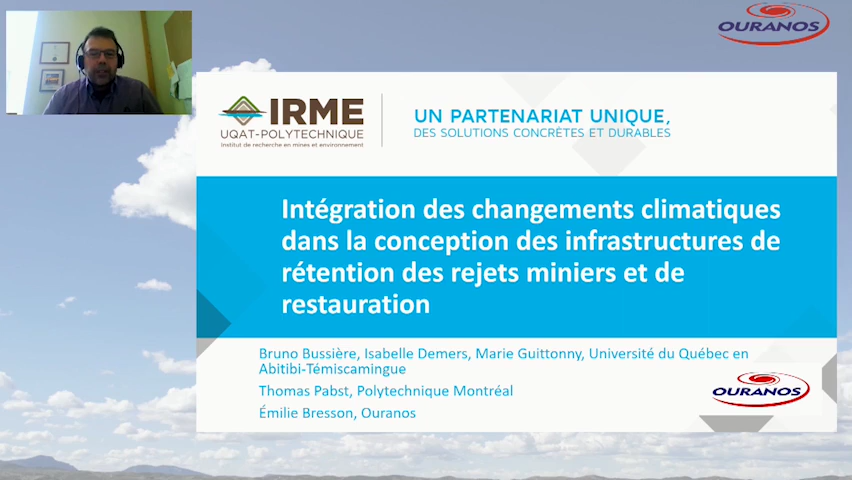 OURANOS
IRME
UQAT-POLYTECHNIQUE
Institut de recherche en mines et environnement
UN PARTENARIAT UNIQUE,
DES SOLUTIONS CONCRÈTES ET DURABLES
Intégration des changements climatiques
dans la conception des infrastructures de
rétention des rejets miniers et de
restauration
Bruno Bussière, Isabelle Demers, Marie Guittonny, Université du Québec en
Abitibi-Témiscamingue
Thomas Pabst, Polytechnique Montréal
Émilie Bresson, Ouranos
OURANOS